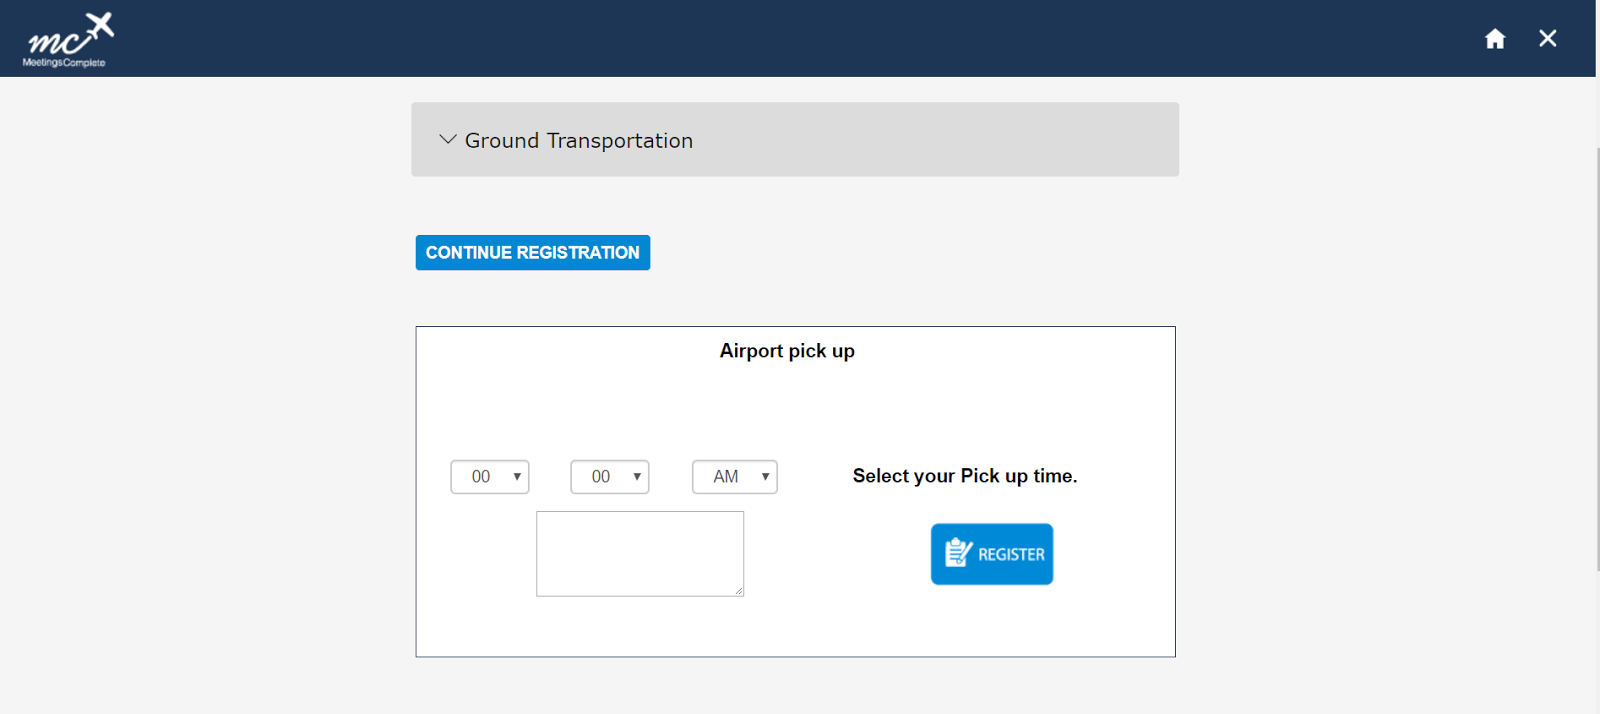 mc
MeetingsComplete
Ground Transportation
CONTINUE REGISTRATION
Airport pick up
00 00 AM Select your Pick up time.
REGISTER